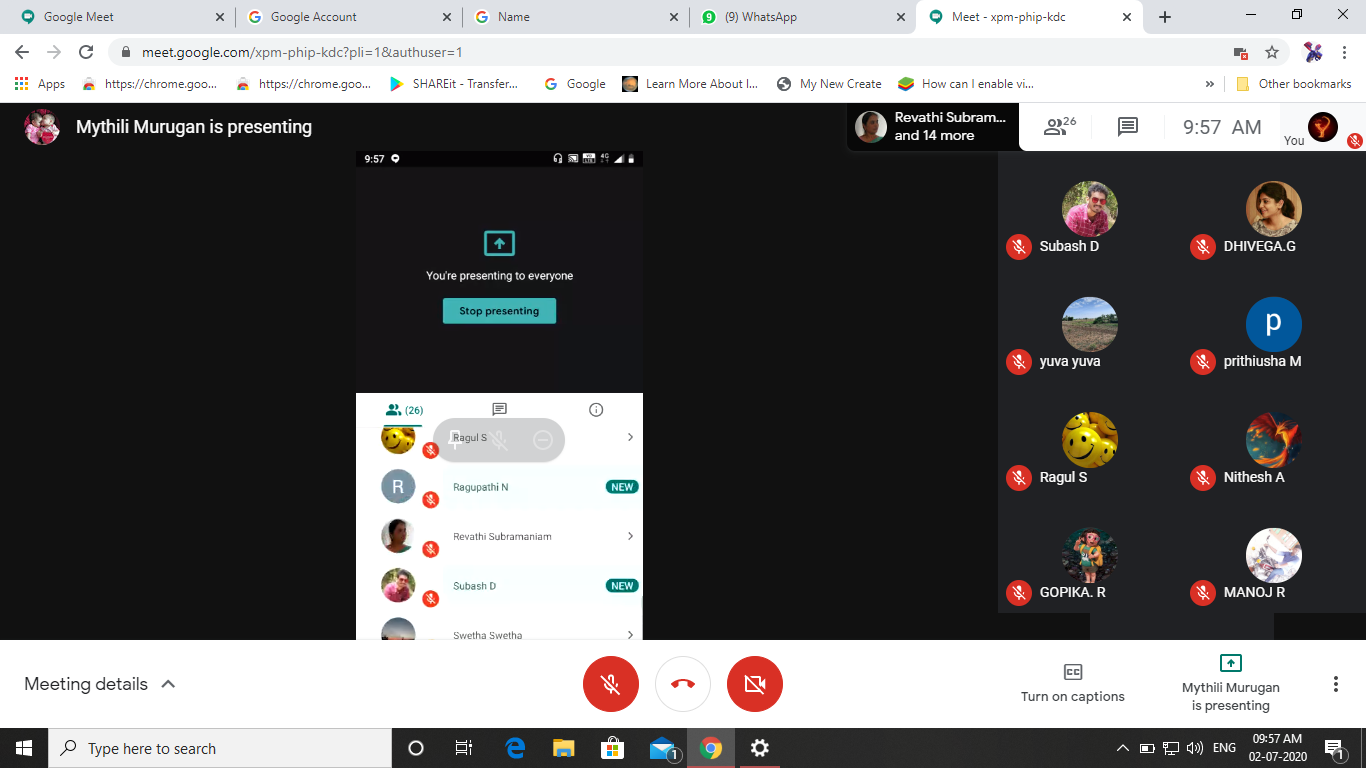 Google Meet
Google Account
Name
(9) WhatsApp
Meet - xpm-phip-kdc
meet.google.com/xpm-phip-kdc?pli=1&authuser=1
Apps
https://chrome.goo...
https://chrome.goo...
SHAREit - Transfer...
Google
Learn More About I...
My New Create
How can I enable vi...
»
Other bookmarks
Mythili Murugan is presenting
Revathi Subram...
and 14 more
26
9:57 AM
You
9:57
4G
You're presenting to everyone
Stop presenting
(26)
Ragul S
R
Ragupathi N
NEW
Revathi Subramaniam
Subash D
NEW
Swetha Swetha
Subash D
DHIVEGA.G
yuva yuva
p
prithiusha M
Ragul S
Nithesh A
GOPIKA. R
MANOJ R
Meeting details
CC
Turn on captions
Mythili Murugan
is presenting
Type here to search
1
ENG
09:57 AM
02-07-2020
1